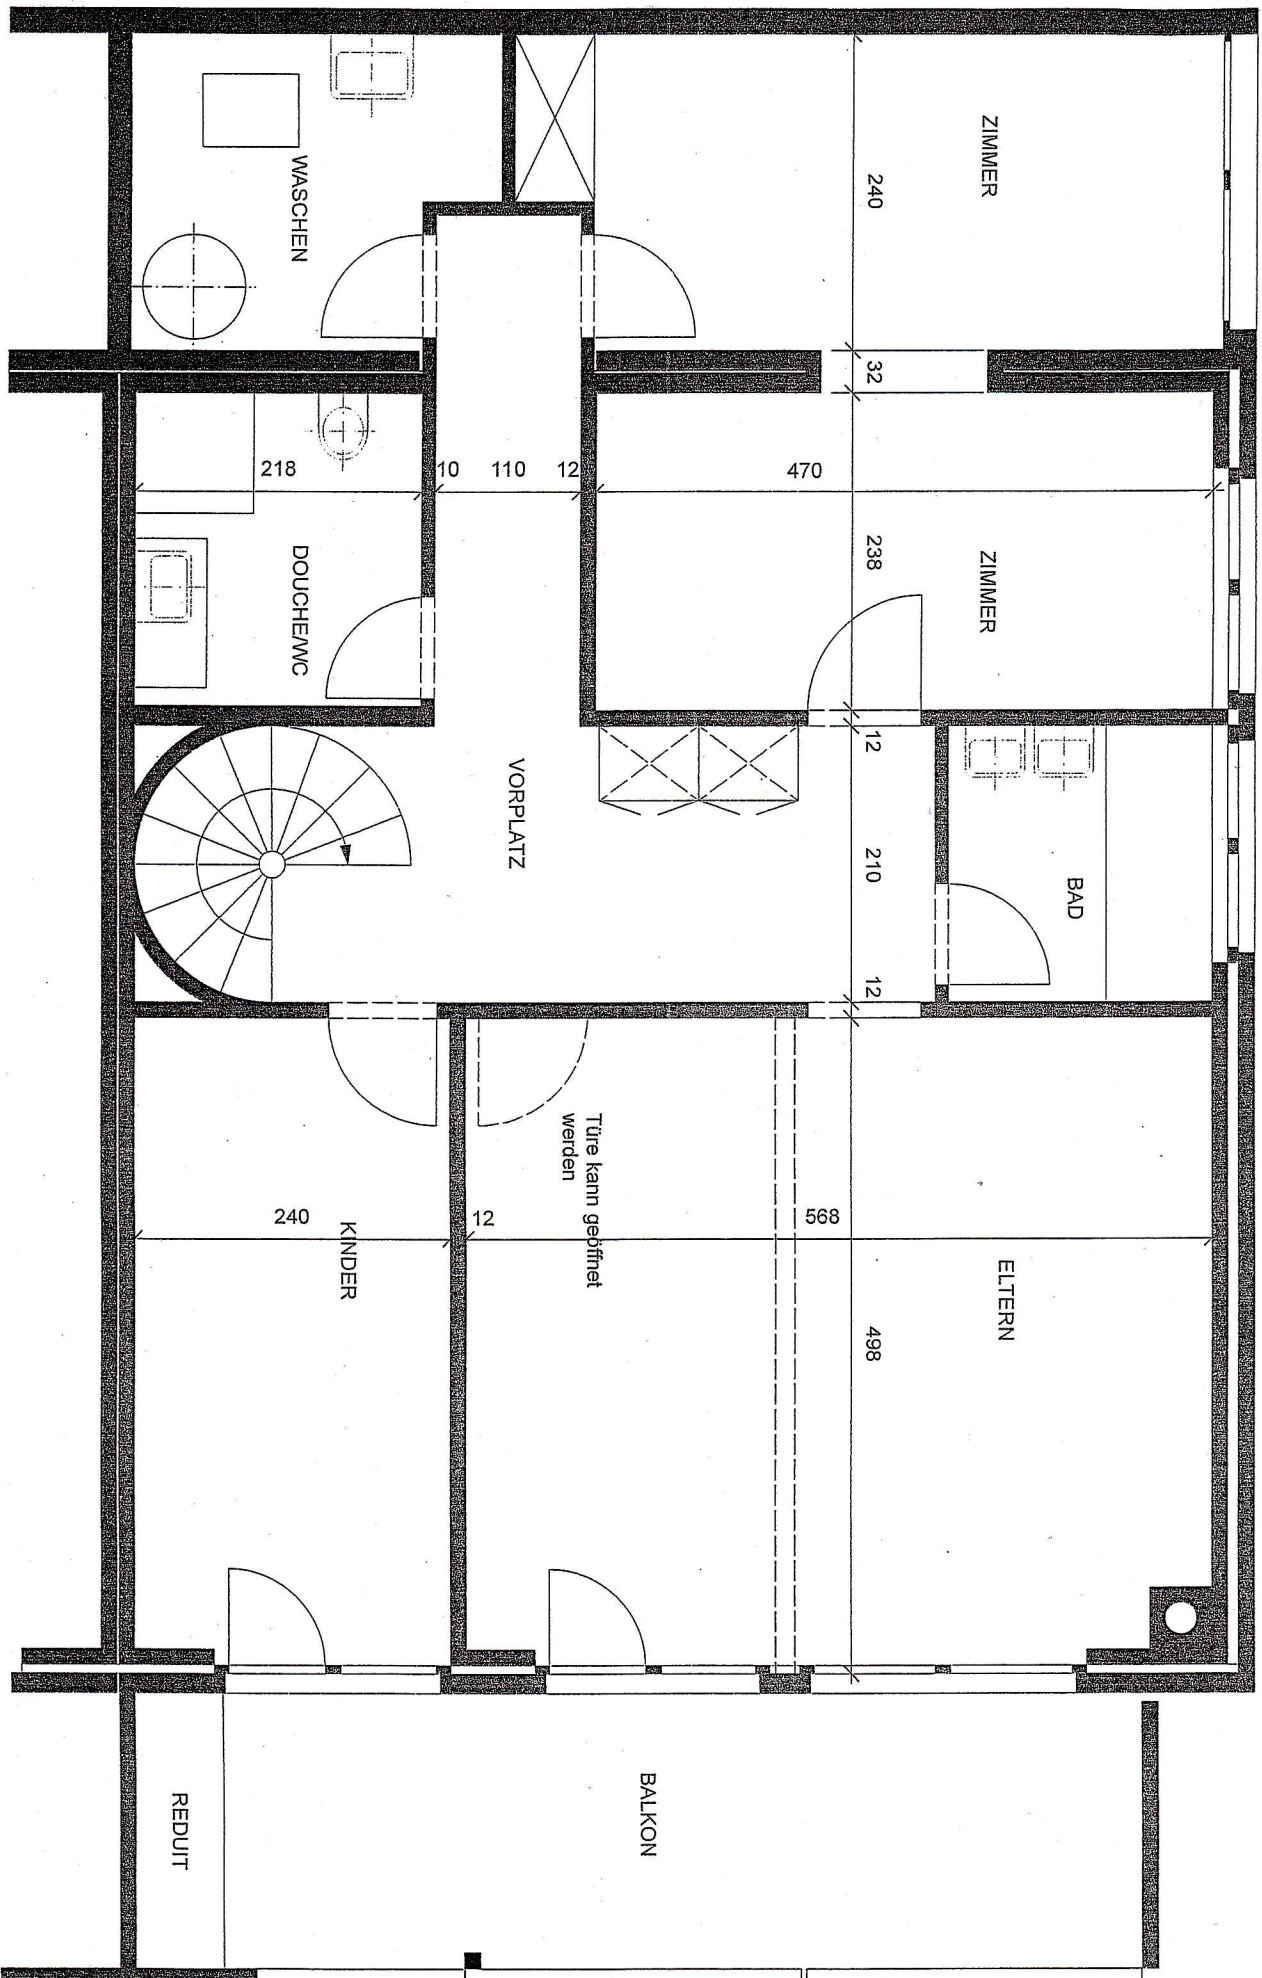 ZIMMER
240
WASCHEN
32
218
10
110
12
470
238
ZIMMER
DOUCHE/WC
12
VORPLATZ
210
BAD
12
Türe kann geöffnet
werden
240
12
568
KINDER
ELTERN
498
BALKON
REDUIT